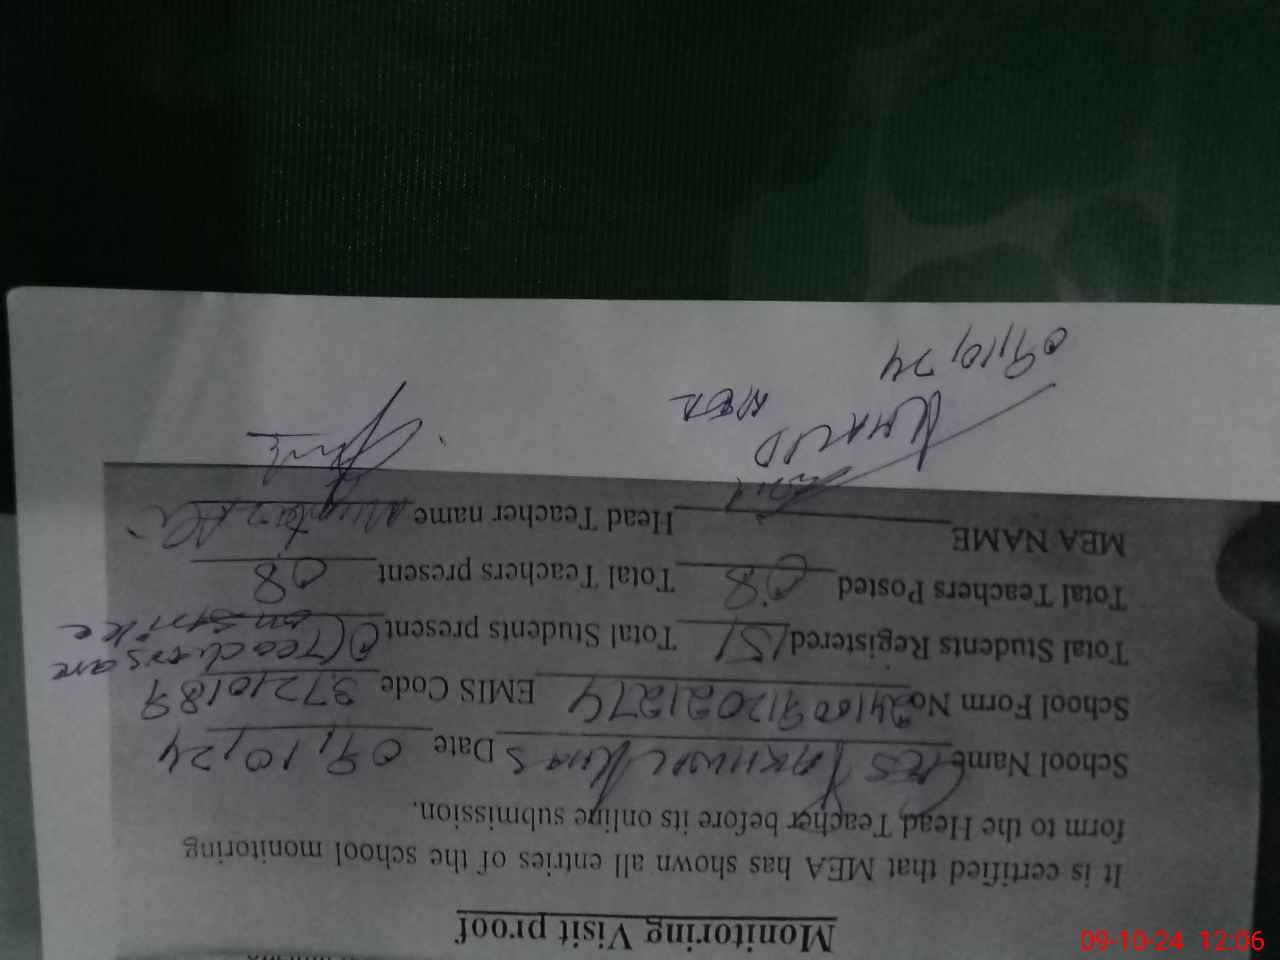 Monitoring Visit proof
It is certified that MEA has shown all entries of the school monitoring
form to the Head Teacher before its online submission.
School Name GPS Date 09,10,24
School Form No 241009120212174 EMIS Code 37210189
Total Students Registered 151 Total Students present 0 (Teachers are
on strike
Total Teachers Posted 08 Total Teachers present 08
MEA NAME Head Teacher name
MEA
09,10,24
09-10-24 12:06